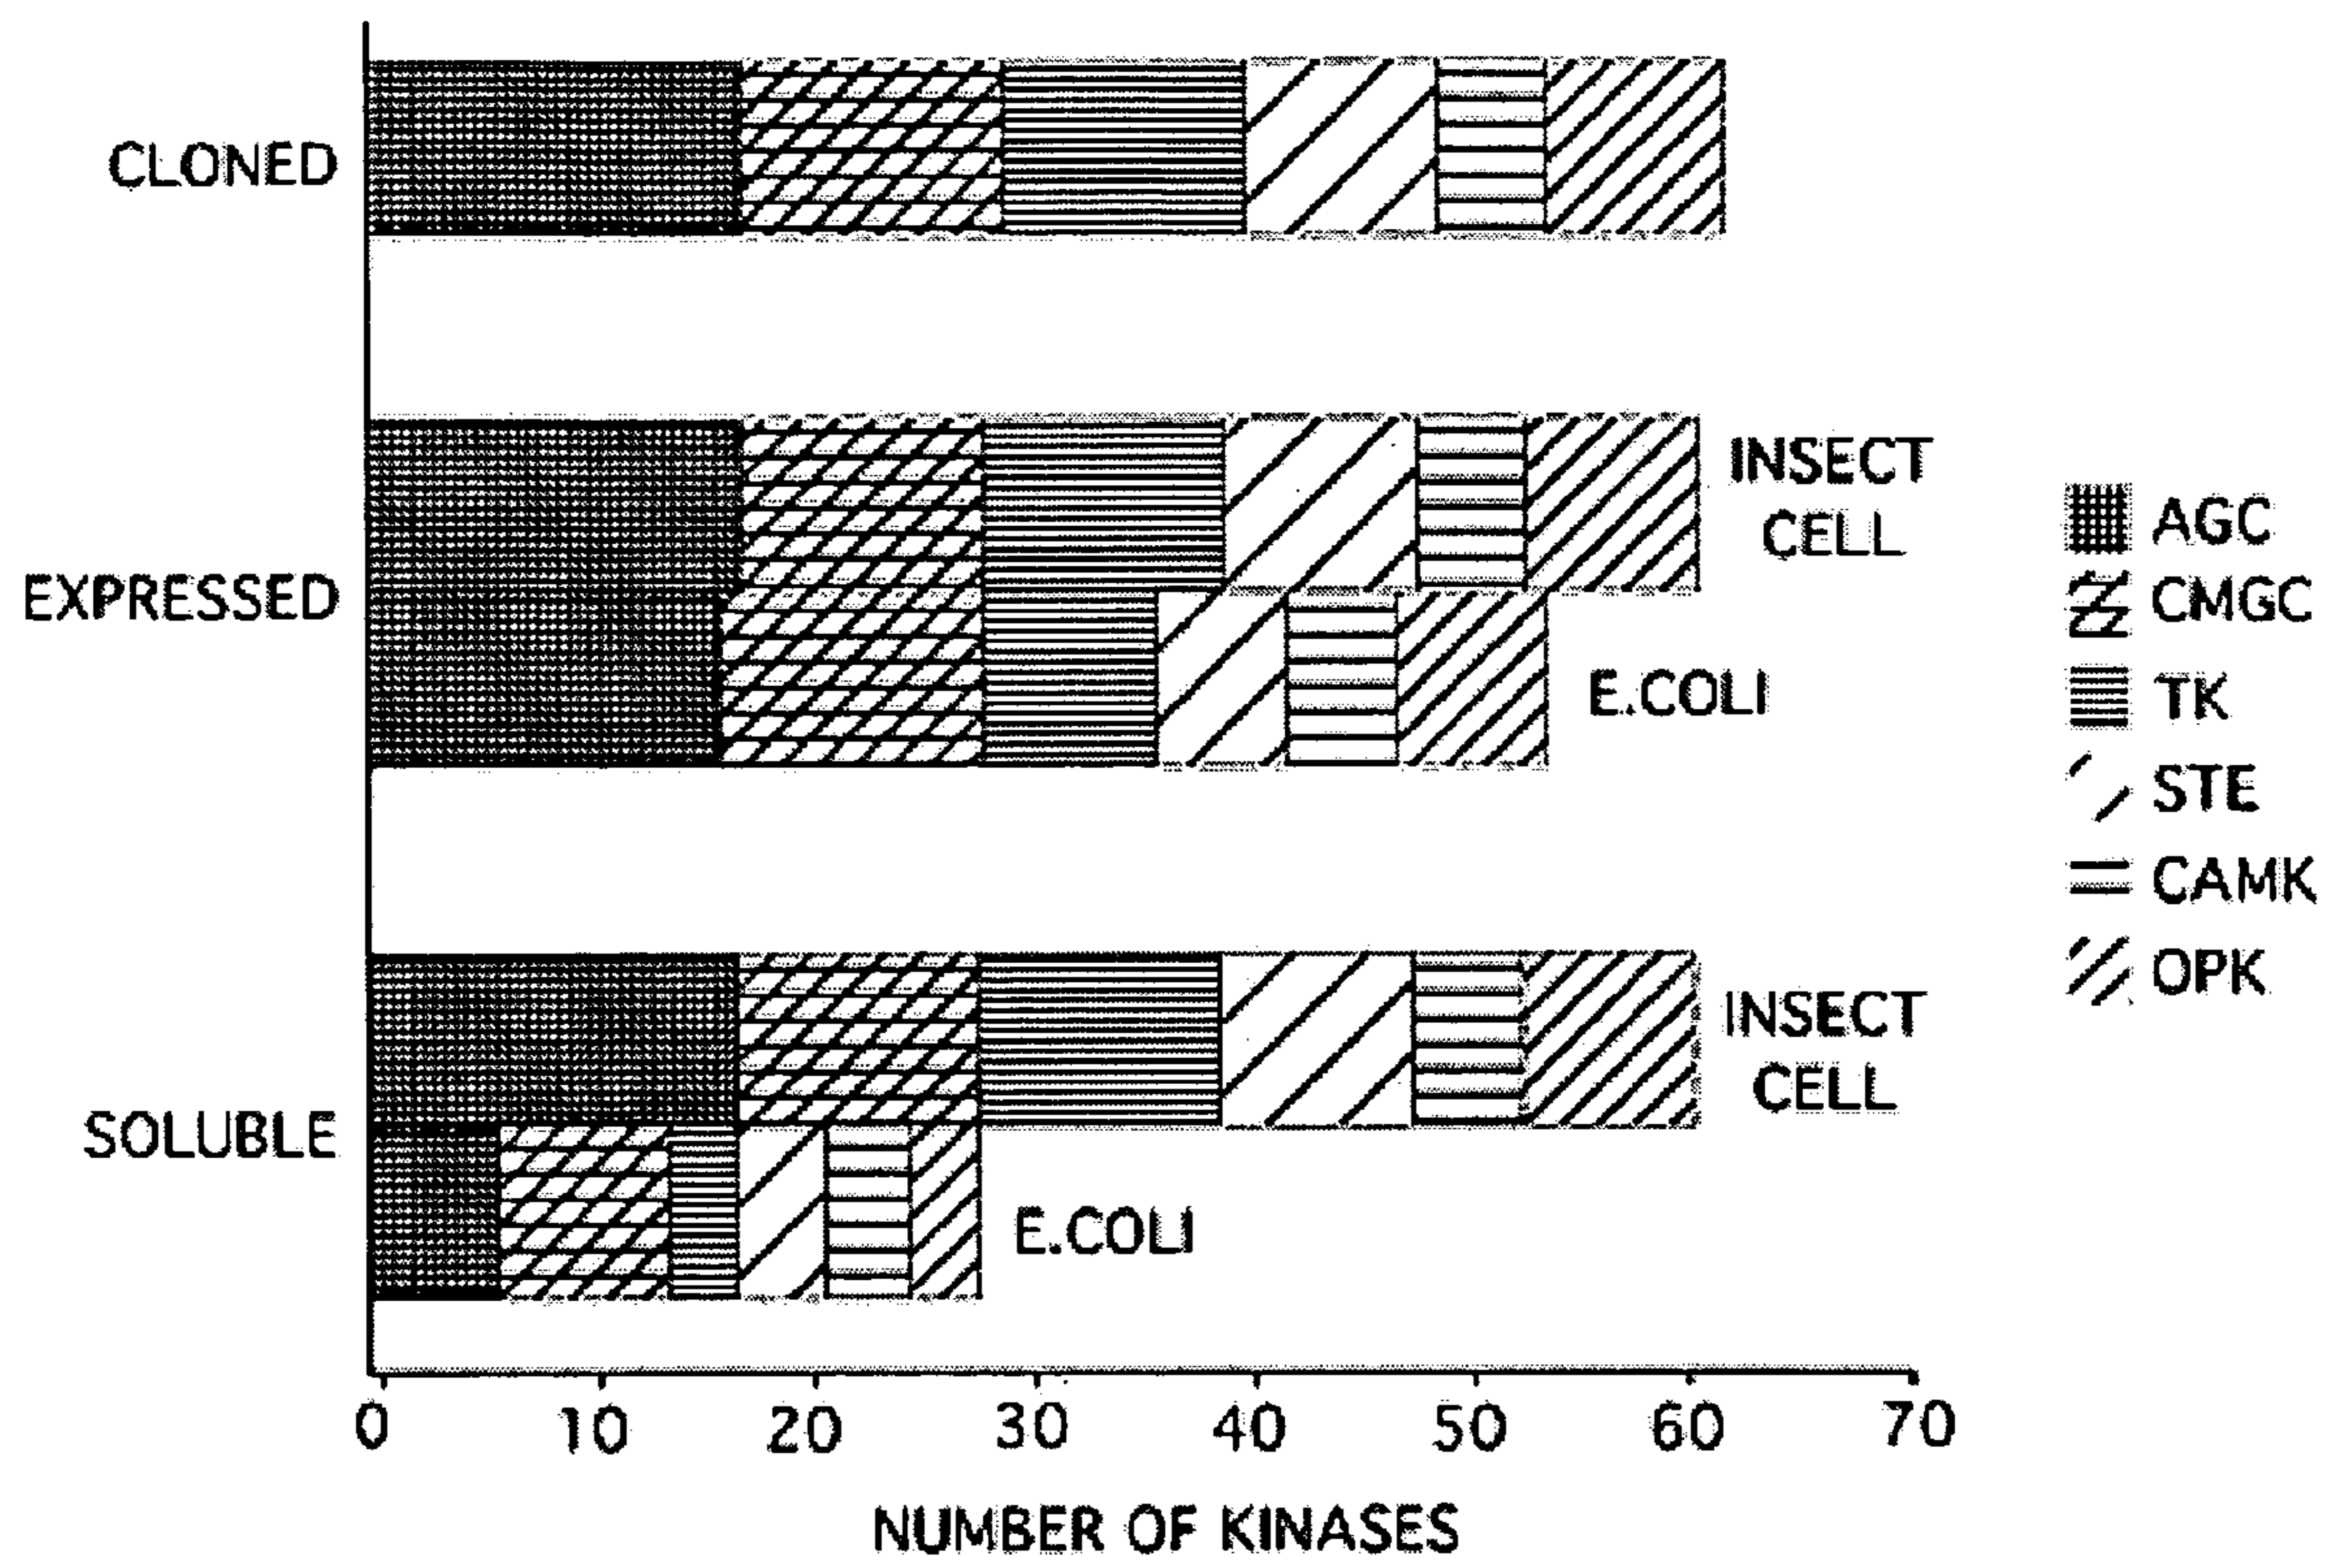 CLONED
EXPRESSED
INSECT
CELL
E.COLI
SOLUBLE
INSECT
CELL
E.COLI
AGC
CMGC
TK
STE
CAMK
OPK
0 10 20 30 40 50 60 70
NUMBER OF KINASES